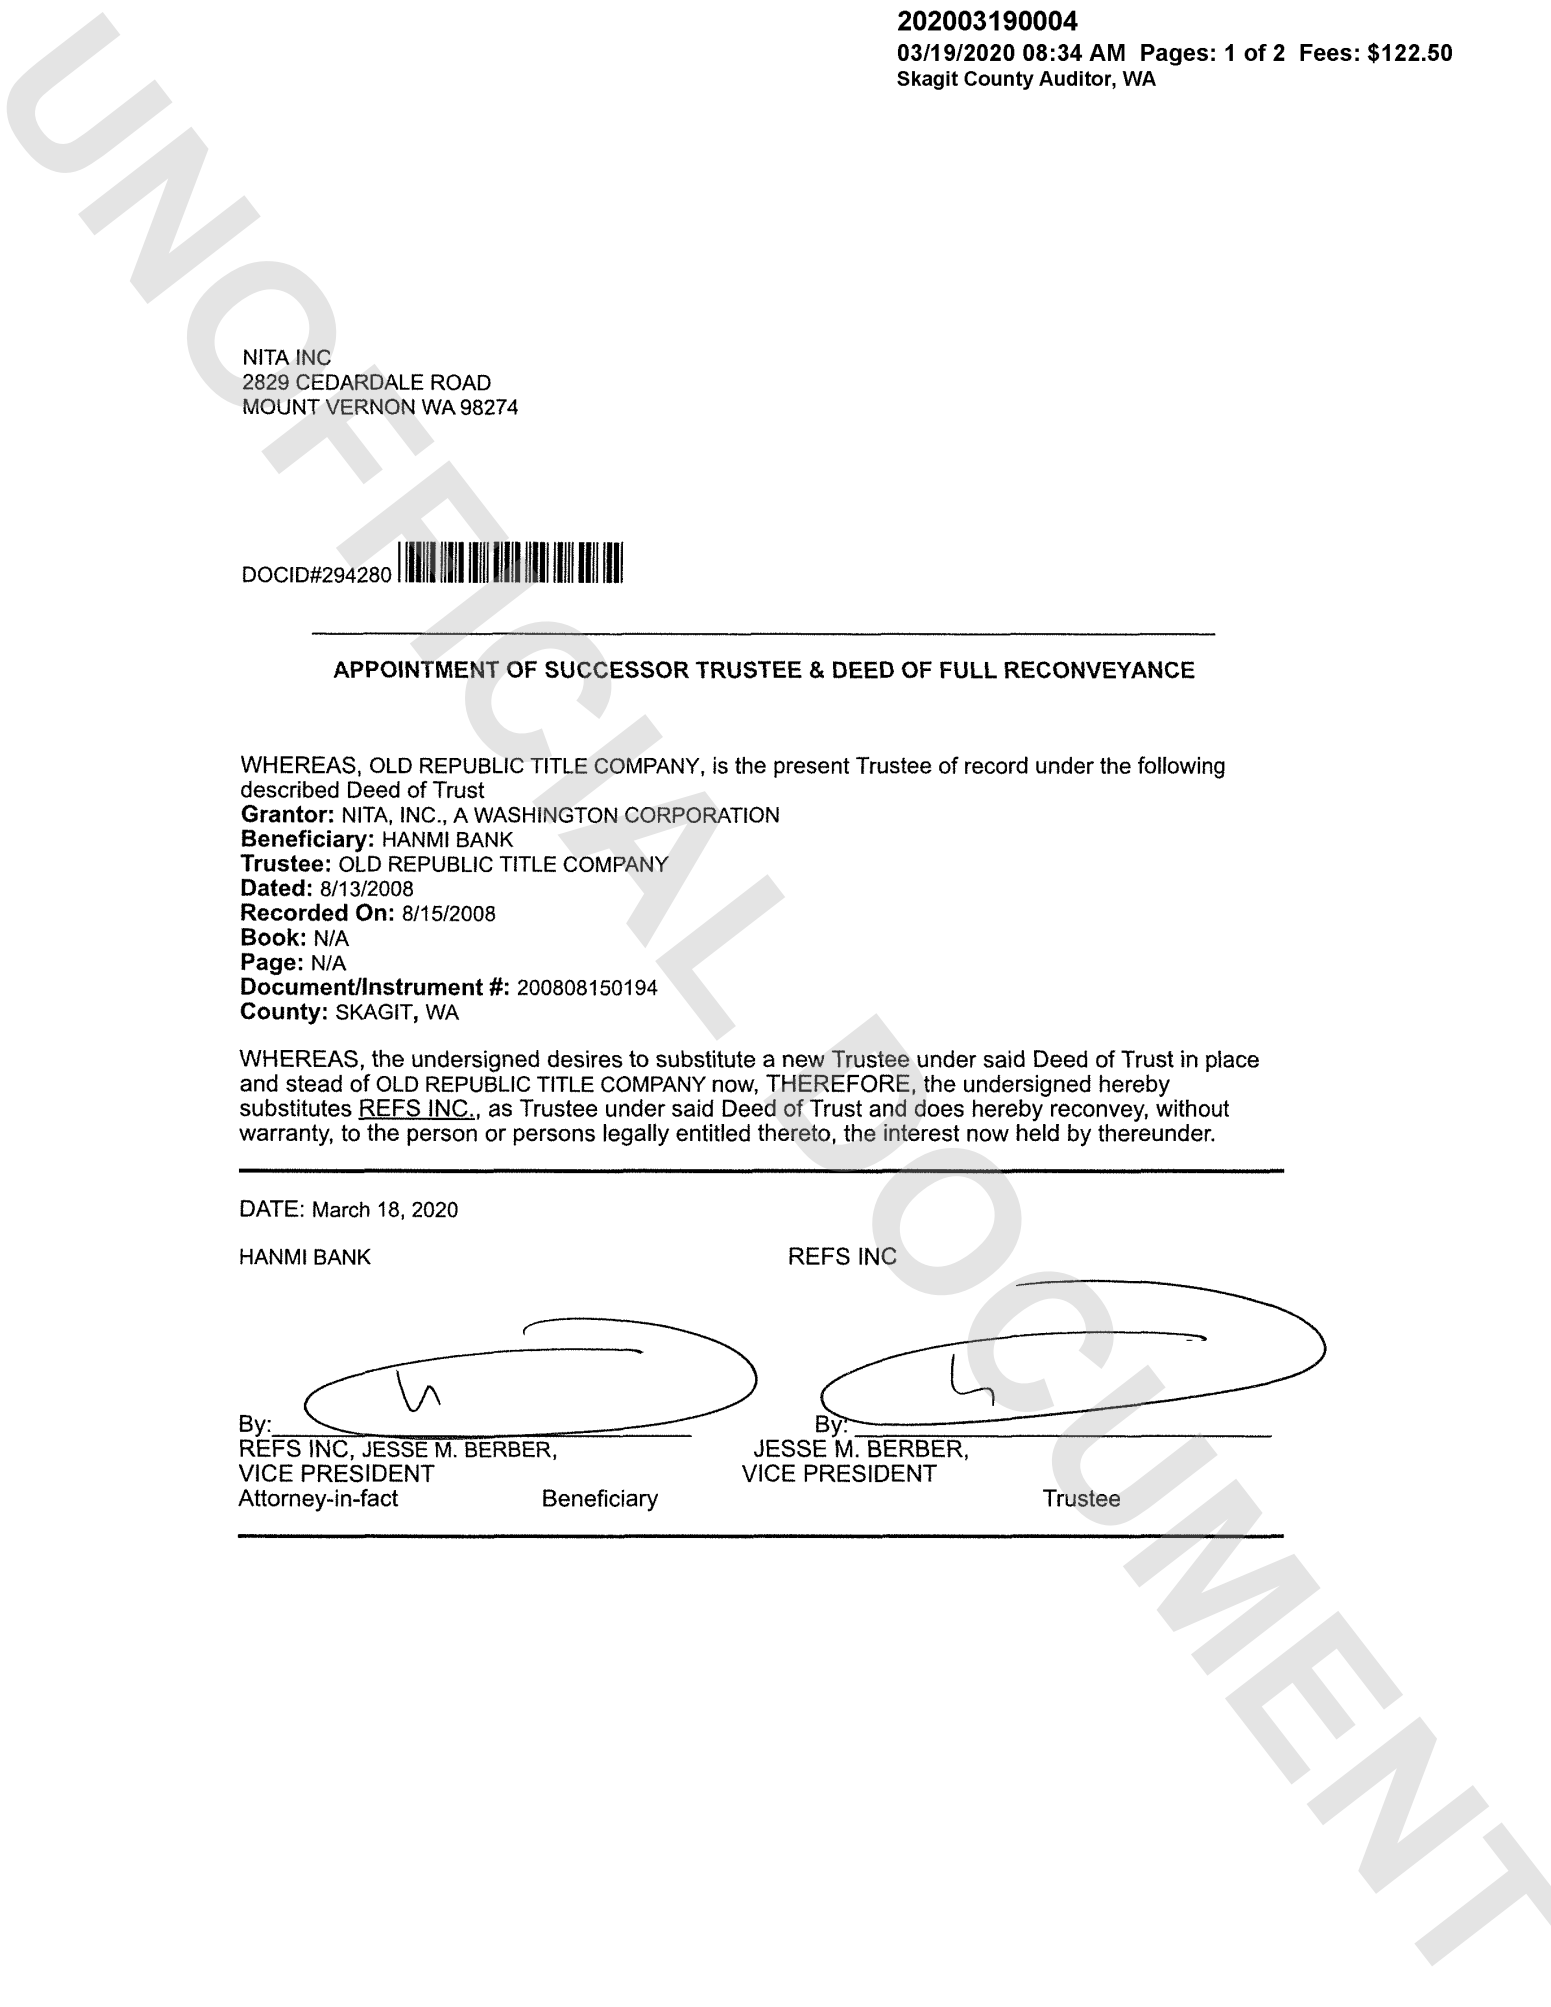 202003190004
03/19/2020 08:34 AM Pages: 1 of 2 Fees: $122.50
Skagit County Auditor, WA
NITA INC
2829 CEDARDALE ROAD
MOUNT VERNON WA 98274
DOCID#294280
APPOINTMENT OF SUCCESSOR TRUSTEE & DEED OF FULL RECONVEYANCE
WHEREAS, OLD REPUBLIC TITLE COMPANY, is the present Trustee of record under the following
described Deed of Trust
Grantor: NITA, INC., A WASHINGTON CORPORATION
Beneficiary: HANMI BANK
Trustee: OLD REPUBLIC TITLE COMPANY
Dated: 8/13/2008
Recorded On: 8/15/2008
Book: N/A
Page: N/A
Document/Instrument #: 200808150194
County: SKAGIT, WA
WHEREAS, the undersigned desires to substitute a new Trustee under said Deed of Trust in place
and stead of OLD REPUBLIC TITLE COMPANY now, THEREFORE, the undersigned hereby
substitutes REFS INC., as Trustee under said Deed of Trust and does hereby reconvey, without
warranty, to the person or persons legally entitled thereto, the interest now held by thereunder.
DATE: March 18, 2020
HANMI BANK REFS INC
By: By:
REFS INC, JESSE M. BERBER, JESSE M. BERBER,
VICE PRESIDENT VICE PRESIDENT
Attorney-in-fact Beneficiary Trustee
UNOFFICIAL DOCUMENT